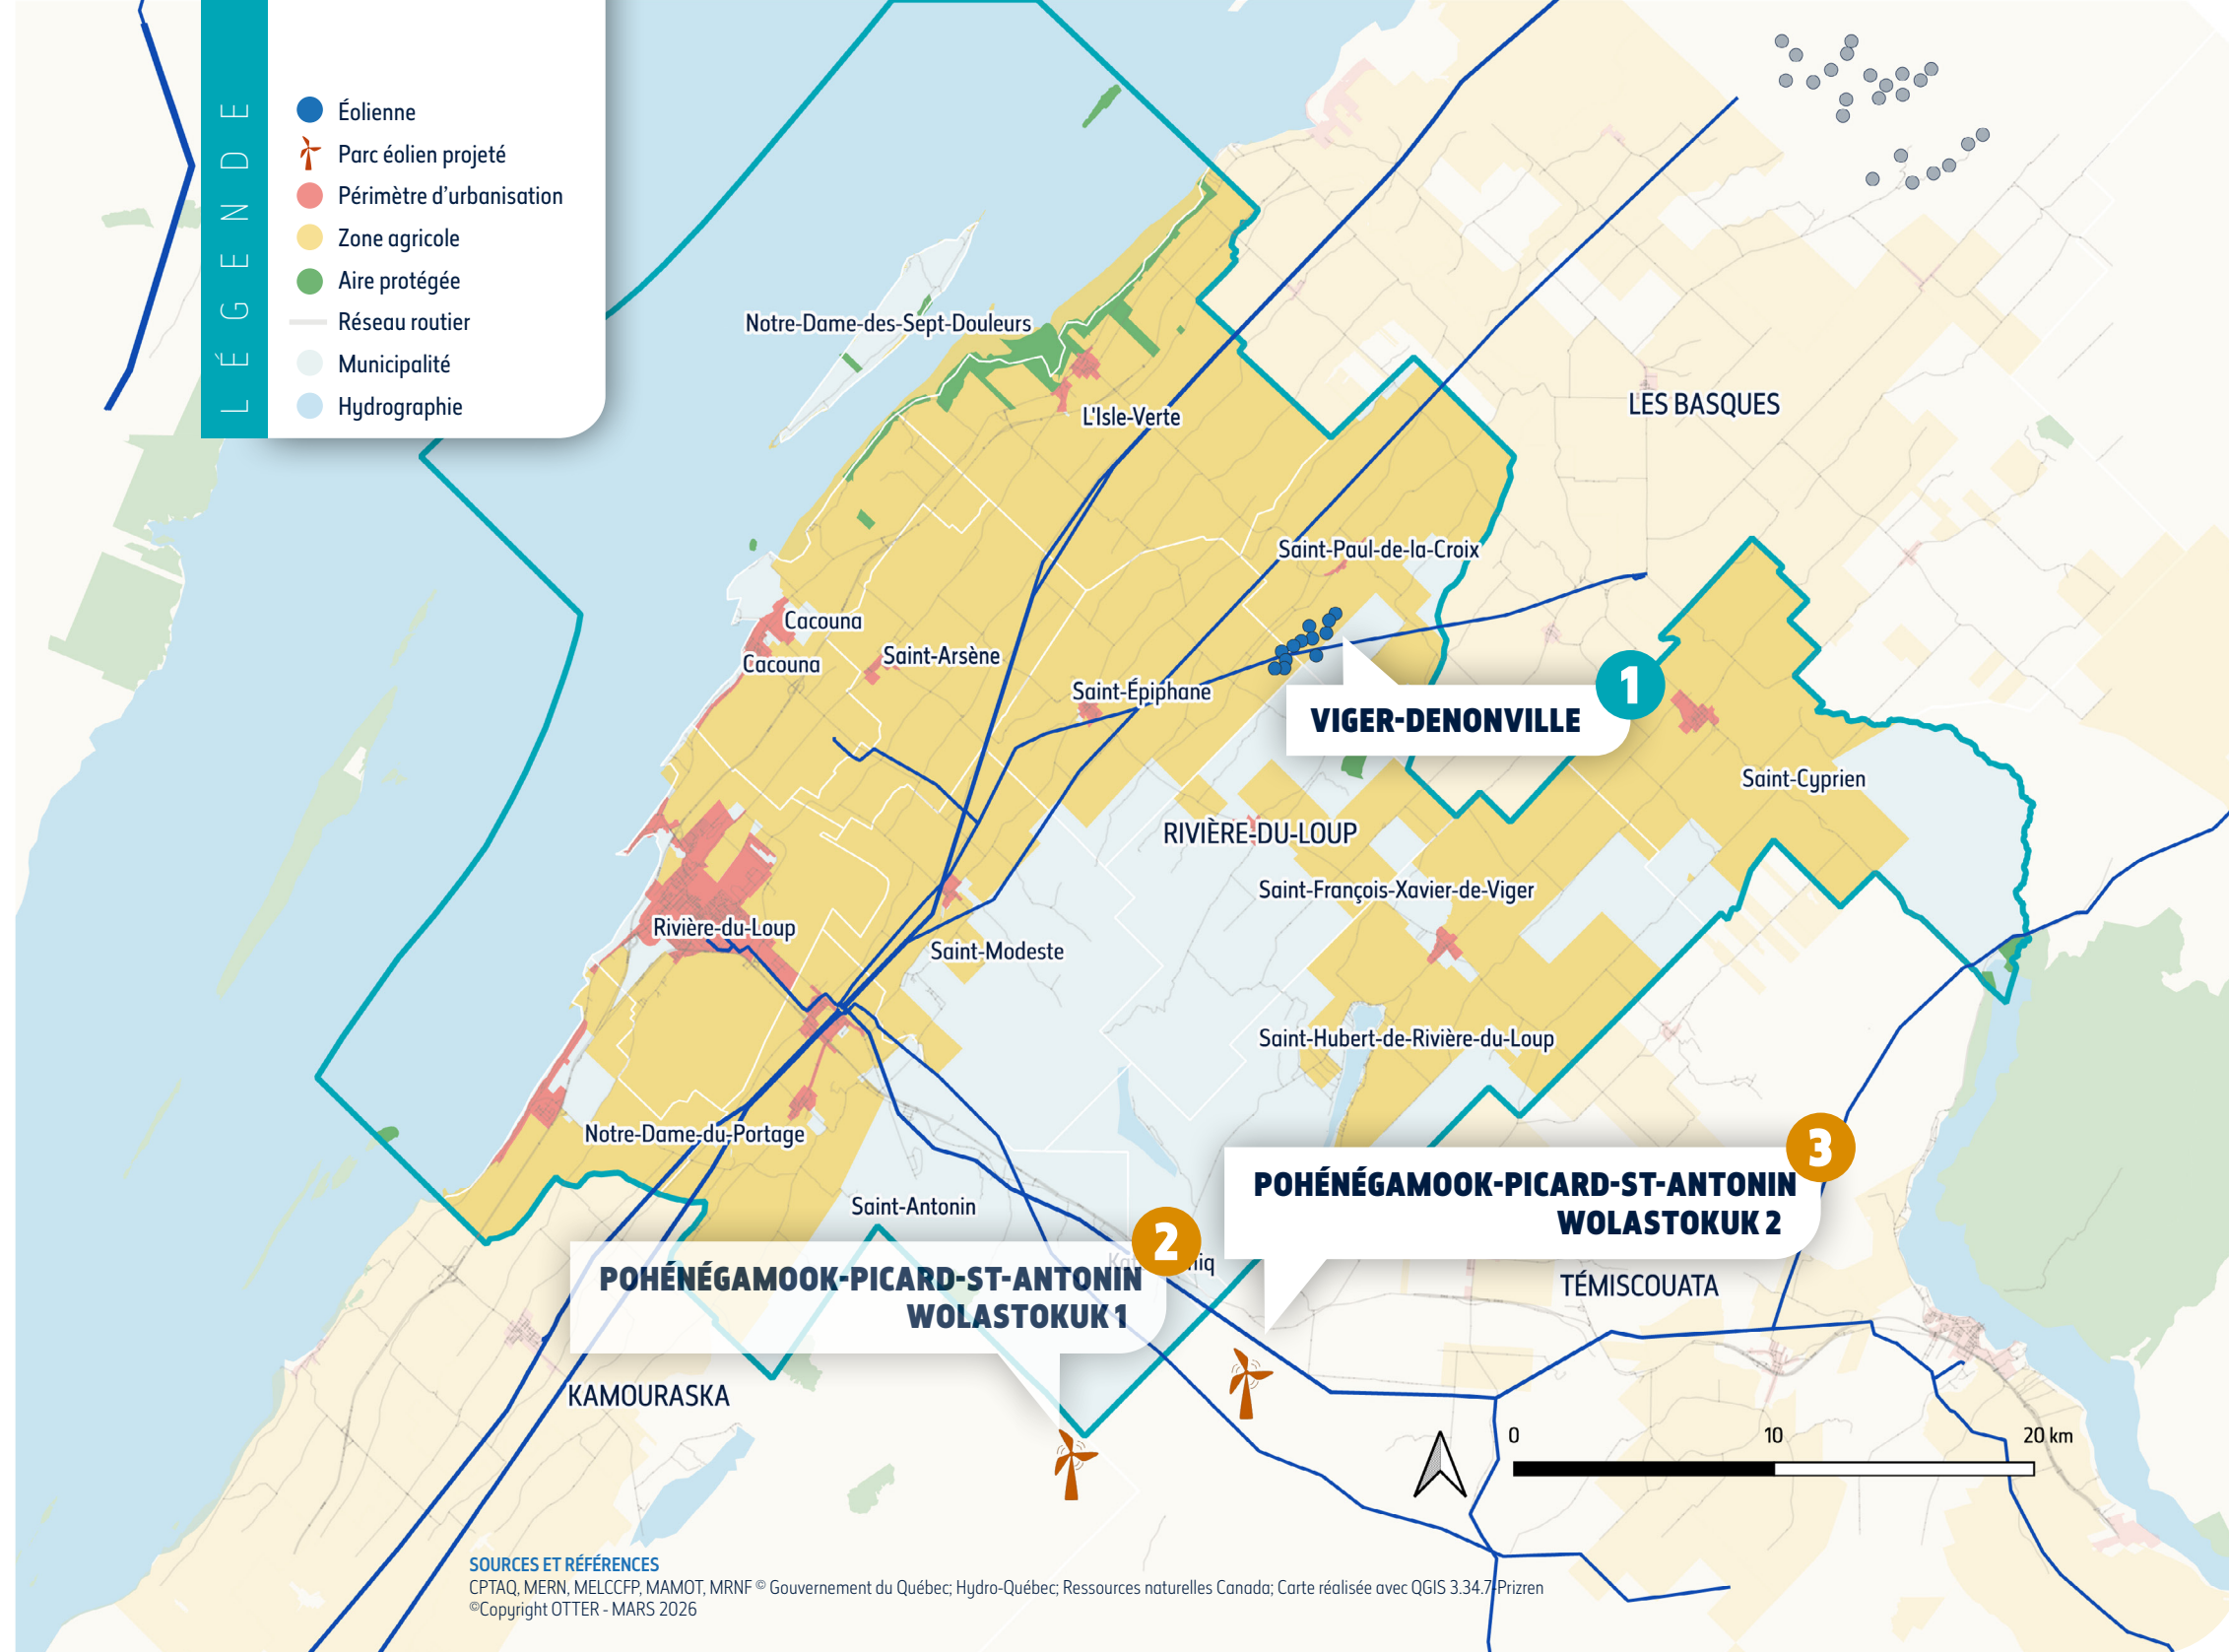 LÉGENDE
Éolienne
Parc éolien projeté
Périmètre d'urbanisation
Zone agricole
Aire protégée
Réseau routier
Municipalité
Hydrographie
Notre-Dame-des-Sept-Douleurs
L'Isle-Verte
LES BASQUES
Saint-Paul-de-la-Croix
Cacouna
Cacouna
Saint-Arsène
Saint-Épiphane
1
VIGER-DENONVILLE
Saint-Cyprien
RIVIÈRE-DU-LOUP
Saint-François-Xavier-de-Viger
Rivière-du-Loup
Saint-Modeste
Saint-Hubert-de-Rivière-du-Loup
Notre-Dame-du-Portage
3
POHÉNÉGAMOOK-PICARD-ST-ANTONIN
WOLASTOKUK 2
Saint-Antonin
2
POHÉNÉGAMOOK-PICARD-ST-ANTONIN
WOLASTOKUK 1
TÉMISCOUATA
KAMOURASKA
0 10 20 km
SOURCES ET RÉFÉRENCES
CPTAQ, MERN, MELCCFP, MAMOT, MRNF © Gouvernement du Québec; Hydro-Québec; Ressources naturelles Canada; Carte réalisée avec QGIS 3.34.7-Prizren
©Copyright OTTER - MARS 2026